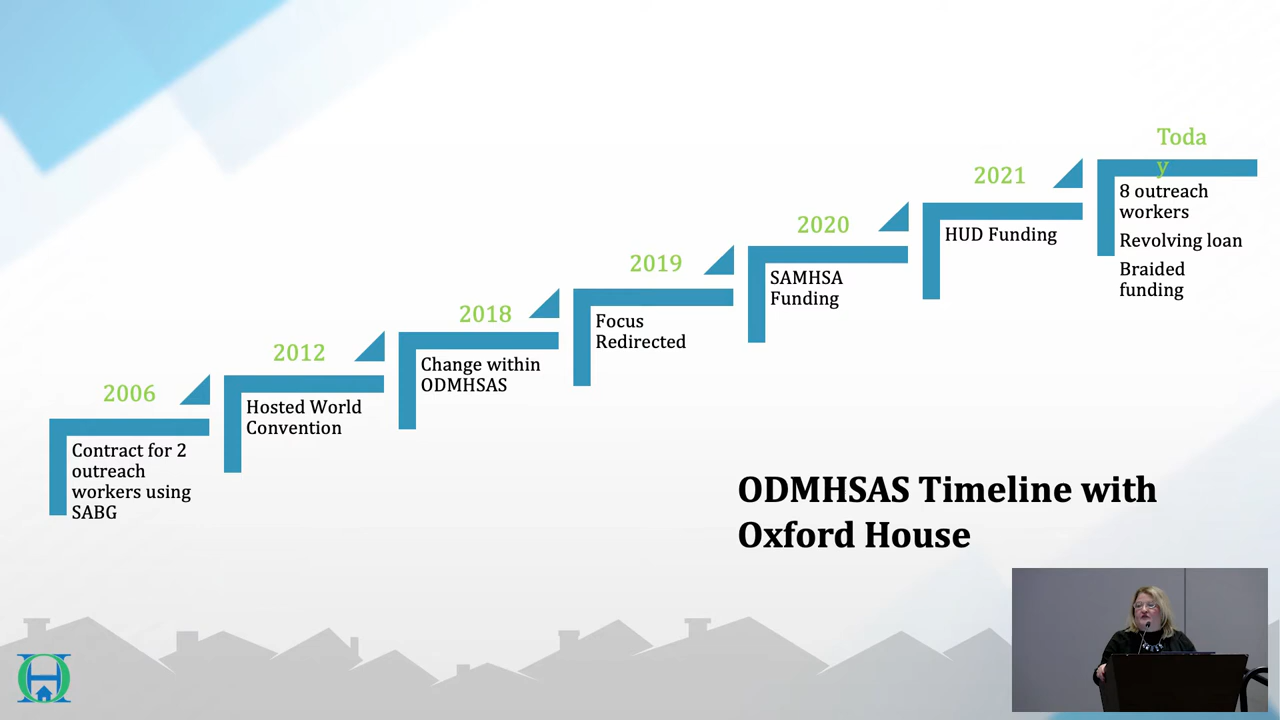 2006
Contract for 2
outreach
workers using
SABG
2012
Hosted World
Convention
2018
Change within
ODMHSAS
2019
Focus
Redirected
2020
SAMHSA
Funding
2021
HUD Funding
Toda
y
8 outreach
workers
Revolving loan
Braided
funding
ODMHSAS Timeline with
Oxford House